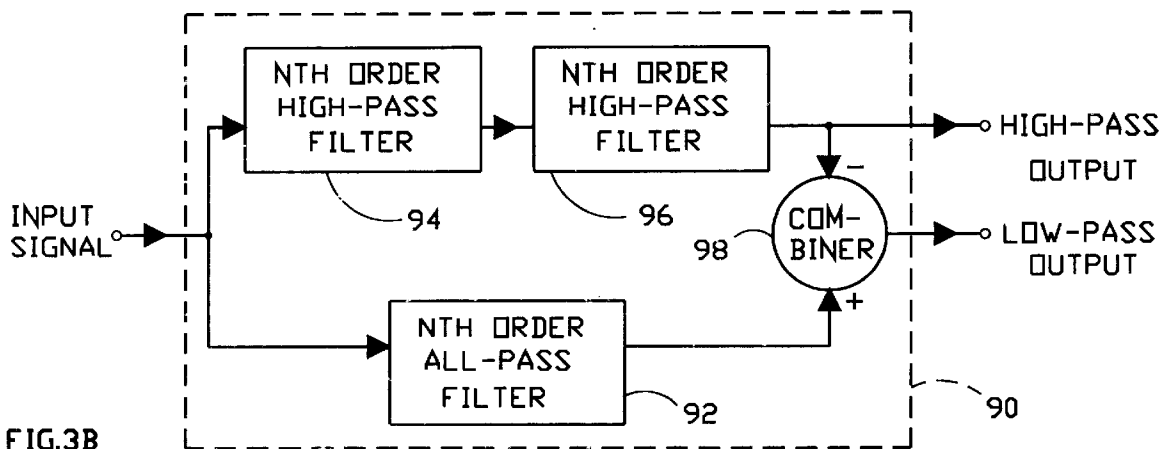 NTH ORDER
HIGH-PASS
FILTER
NTH ORDER
HIGH-PASS
FILTER
HIGH-PASS
OUTPUT
94
96
-
INPUT
SIGNAL
98
COM-
BINER
LOW-PASS
OUTPUT
+
NTH ORDER
ALL-PASS
FILTER
92
90
FIG.3B